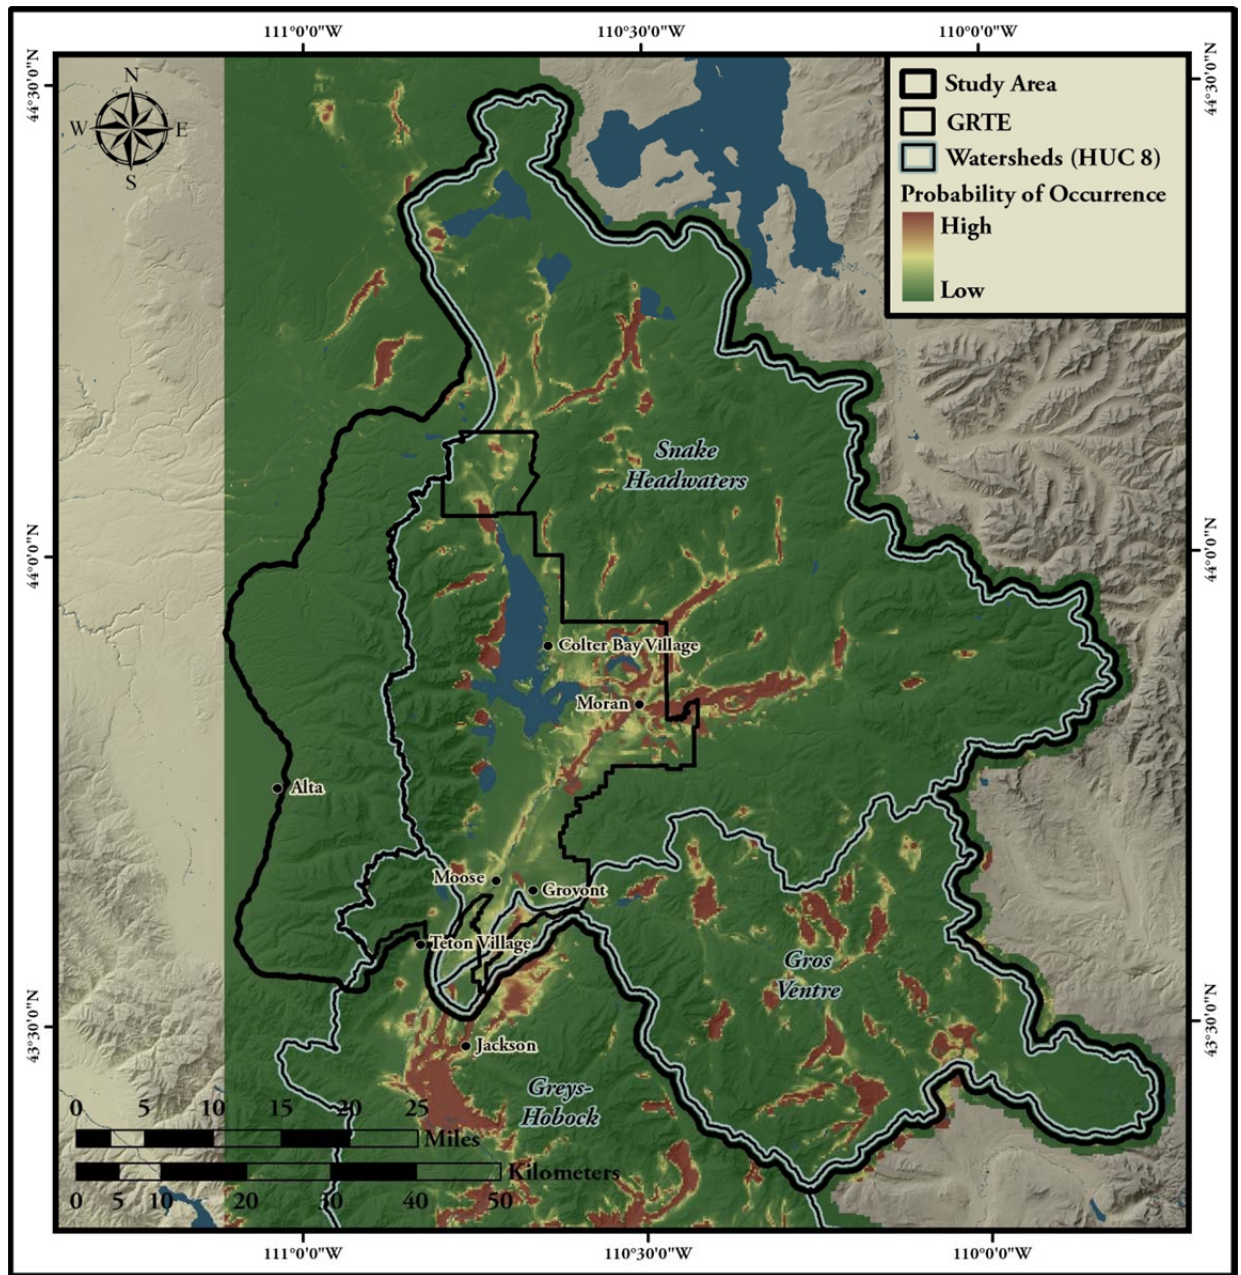 111°0'0"W
110°30'0"W
110°0'0"W
44°30'0"N
44°30'0"N
N
W
E
S
Study Area
GRTE
Watersheds (HUC 8)
Probability of Occurrence
High
Low
Snake
Headwaters
44°0'0"N
44°0'0"N
Colter Bay Village
Moran
Alta
Moose
Grovont
Teton Village
Gros
Ventre
43°30'0"N
43°30'0"N
Jackson
Greys-
Hobock
0 5 10 15 20 25
Miles
Kilometers
0 5 10 20 30 40 50
111°0'0"W
110°30'0"W
110°0'0"W